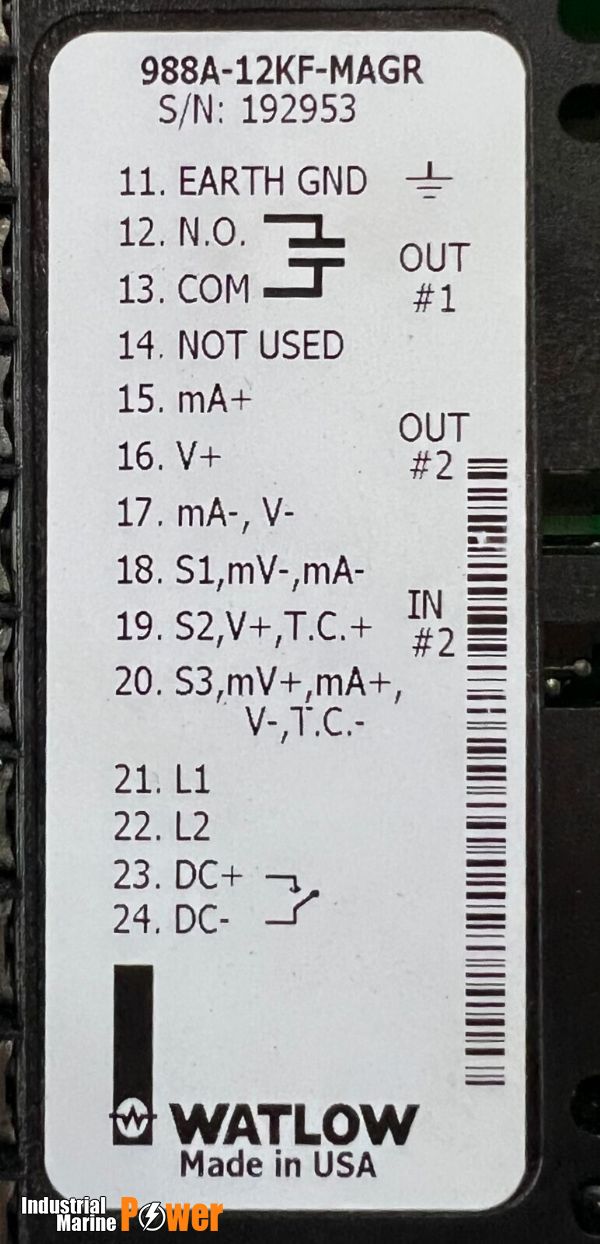 988A-12KF-MAGR
S/N: 192953
11. EARTH GND
12. N.O.
13. COM
OUT
#1
14. NOT USED
15. mA+
16. V+
17. mA-, V-
OUT
#2
18. S1,mV-,mA-
19. S2,V+,T.C.+
20. S3,mV+,mA+,
V-,T.C.-
IN
#2
21. L1
22. L2
23. DC+
24. DC-
WATLOW
Made in USA
Industrial
Marine Power